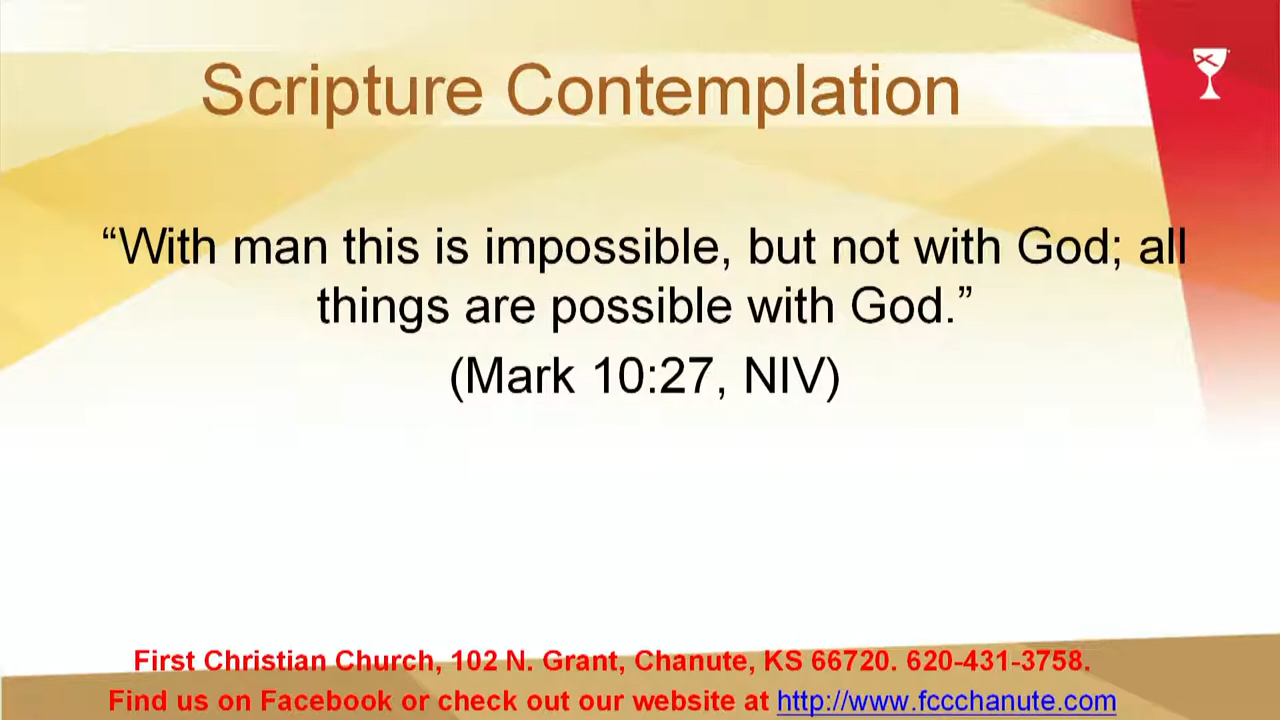 Scripture Contemplation
“With man this is impossible, but not with God; all
things are possible with God.”
(Mark 10:27, NIV)
First Christian Church, 102 N. Grant, Chanute, KS 66720. 620-431-3758.
Find us on Facebook or check out our website at http://www.fccchanute.com